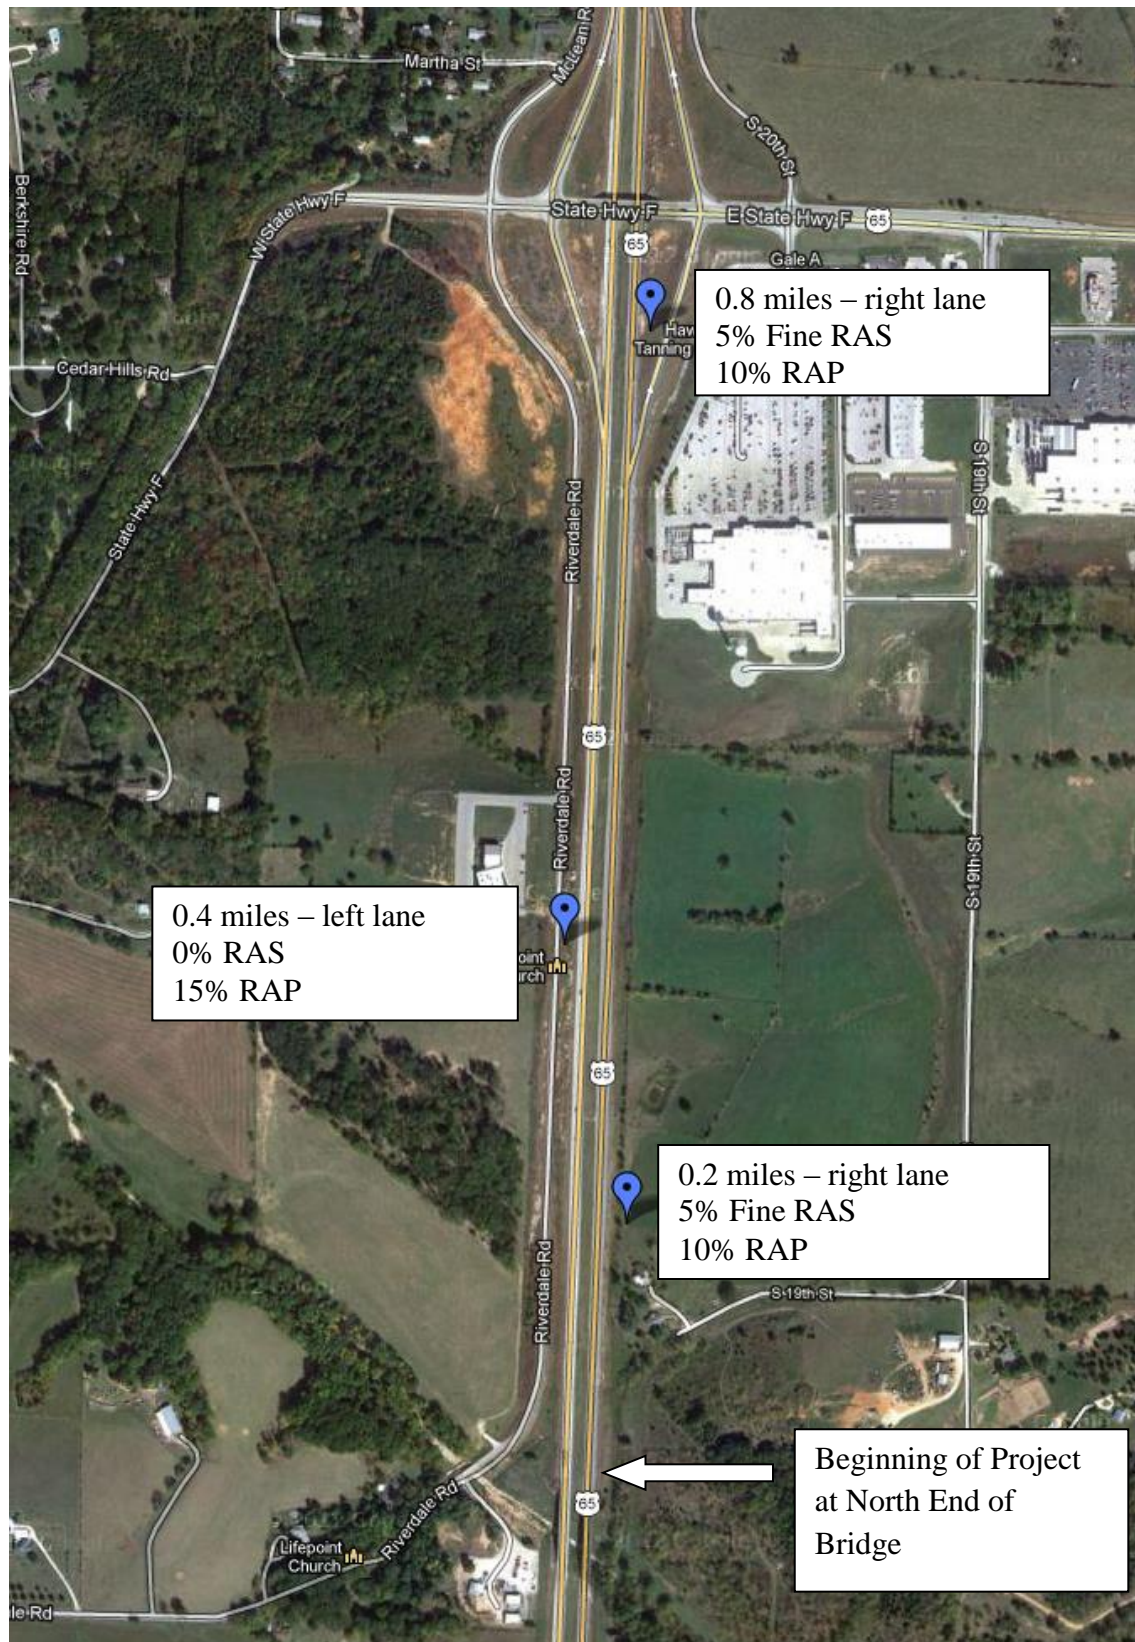 McLean R
Martha St
S 20th St
Berkshire Rd
W State Hwy F
State Hwy F
E State Hwy F
65
65
Gale A
0.8 miles – right lane
5% Fine RAS
10% RAP
Haw
Tanning
Cedar Hills Rd
State Hwy F
S 19th St
Riverdale Rd
65
Riverdale Rd
S 19th St
0.4 miles – left lane
0% RAS
15% RAP
oint
urch
65
0.2 miles – right lane
5% Fine RAS
10% RAP
Riverdale Rd
S 19th St
Beginning of Project
at North End of
Bridge
65
Riverdale Rd
Lifepoint
Church
le Rd